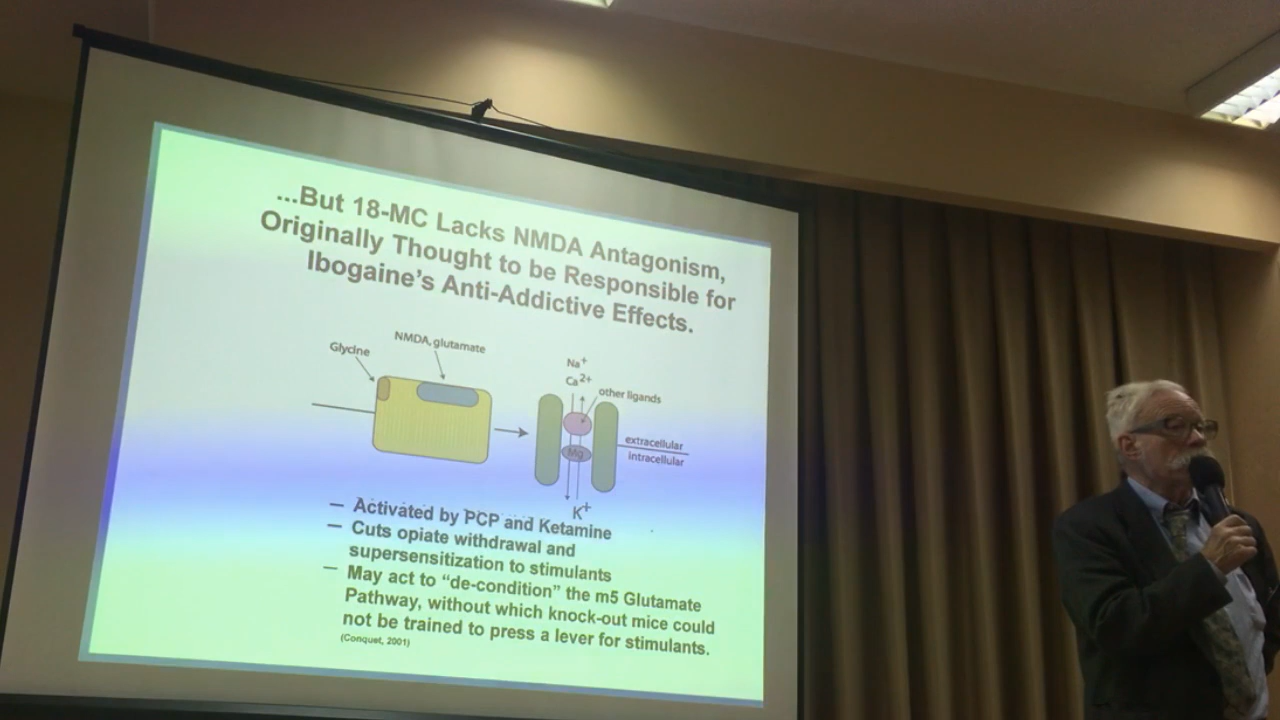 ...But 18-MC Lacks NMDA Antagonism,
Originally Thought to be Responsible for
Ibogaine's Anti-Addictive Effects.
Glycine
NMDA, glutamate
Na+
Ca2+
other ligands
extracellular
Mg
intracellular
K+
– Activated by PCP and Ketamine
– Cuts opiate withdrawal and
supersensitization to stimulants
– May act to "de-condition" the m5 Glutamate
Pathway, without which knock-out mice could
not be trained to press a lever for stimulants.
(Conquet, 2001)